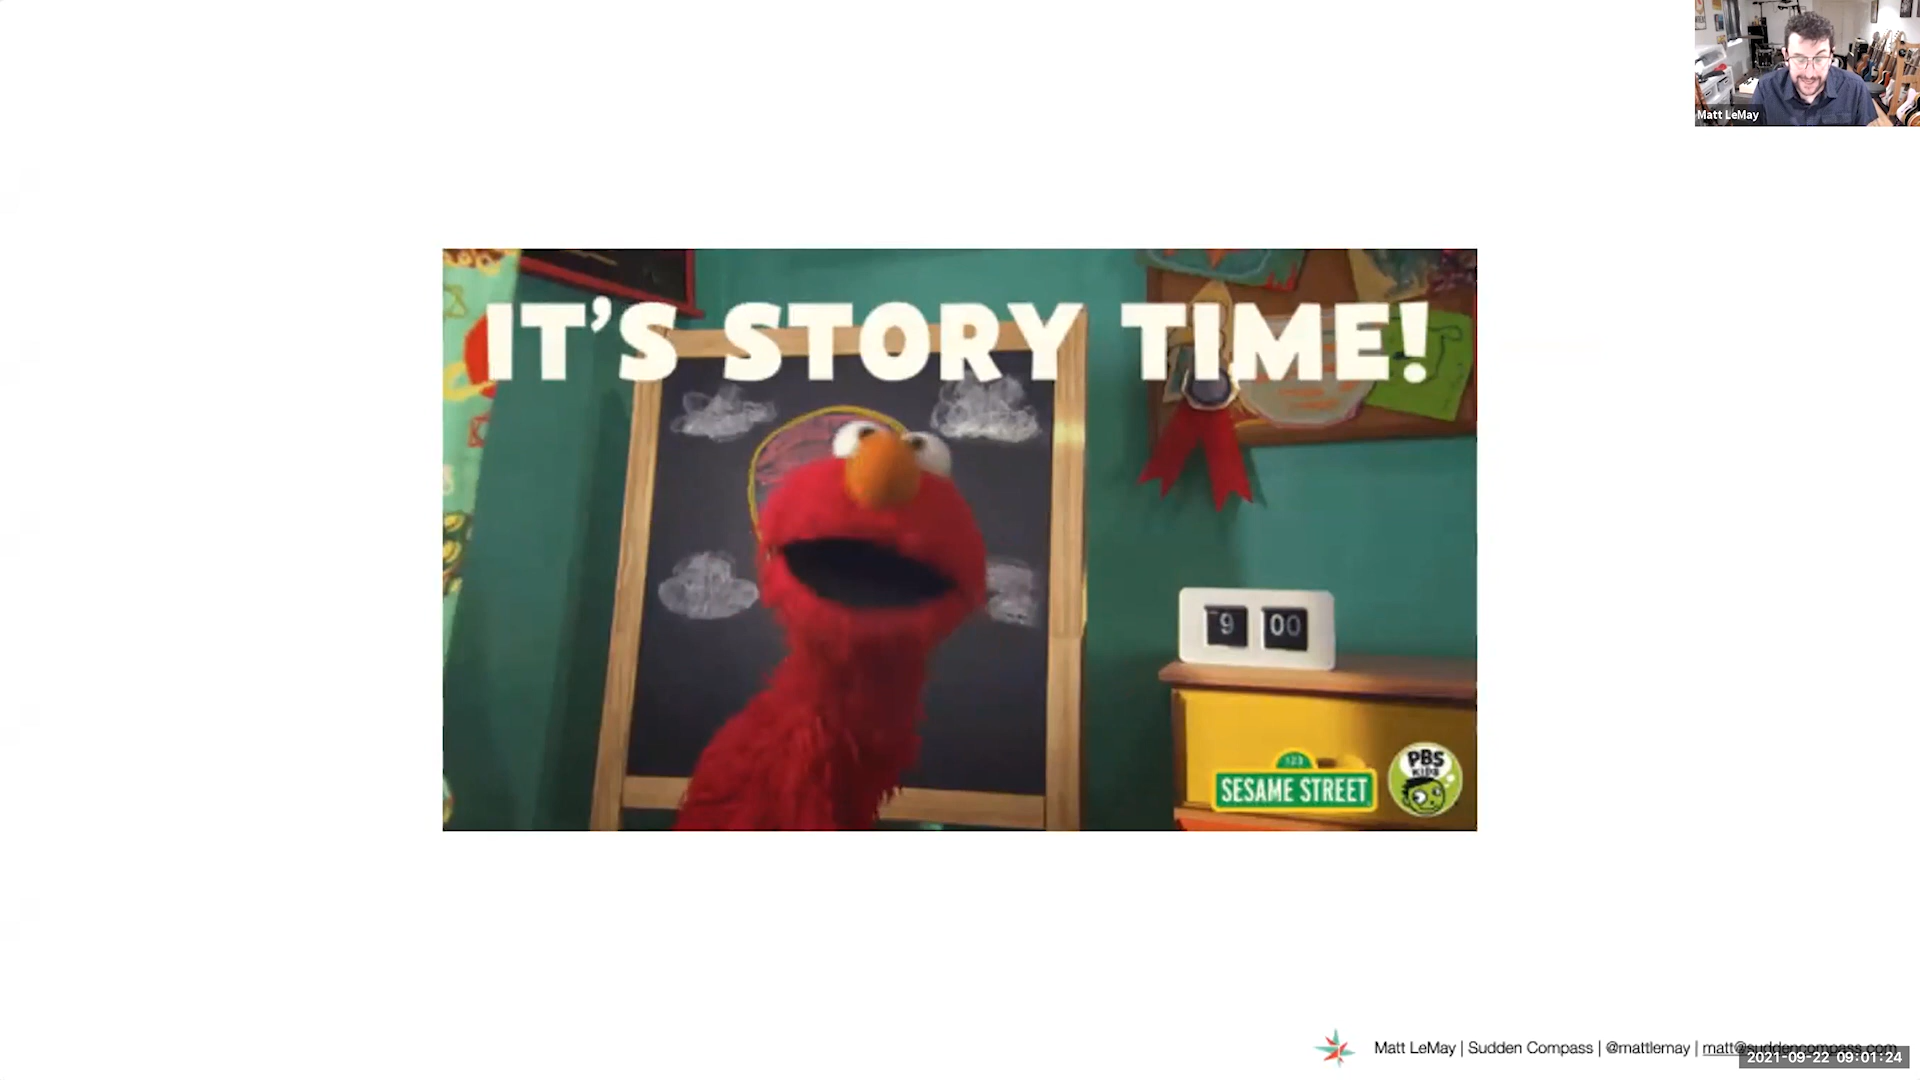 Matt LeMay
IT'S STORY TIME!
9 00
123
SESAME STREET
PBS
KIDS
Matt LeMay | Sudden Compass | @mattlemay | matt@suddencompass.com
2021-09-22 09:01:24